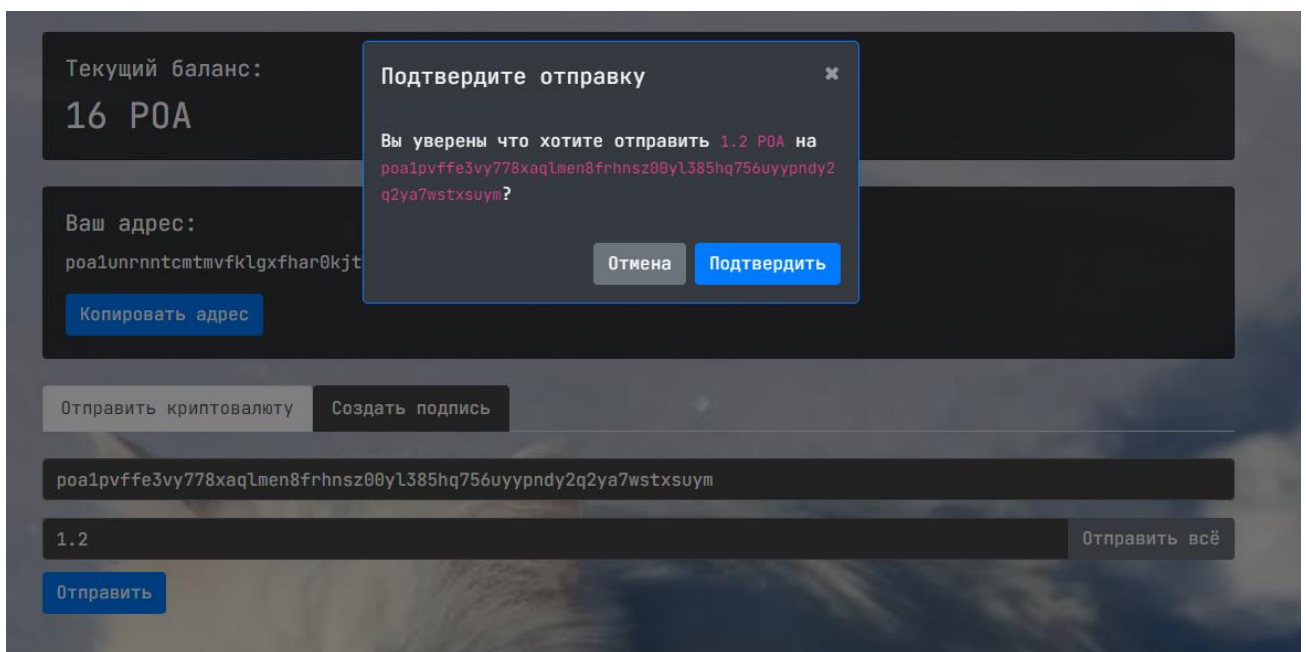 Текущий баланс:
16 POA
Подтвердите отправку ×
Вы уверены что хотите отправить 1.2 POA на
poa1pvffe3vy778xaqlmen8frhnsz00yl385hq756uyypndy2
q2ya7wstxsuym?
Отмена Подтвердить
Ваш адрес:
poa1unrnntcmtmvfklgxfhar0kjt
Копировать адрес
Отправить криптовалюту Создать подпись
poa1pvffe3vy778xaqlmen8frhnsz00yl385hq756uyypndy2q2ya7wstxsuym
1.2 Отправить всё
Отправить